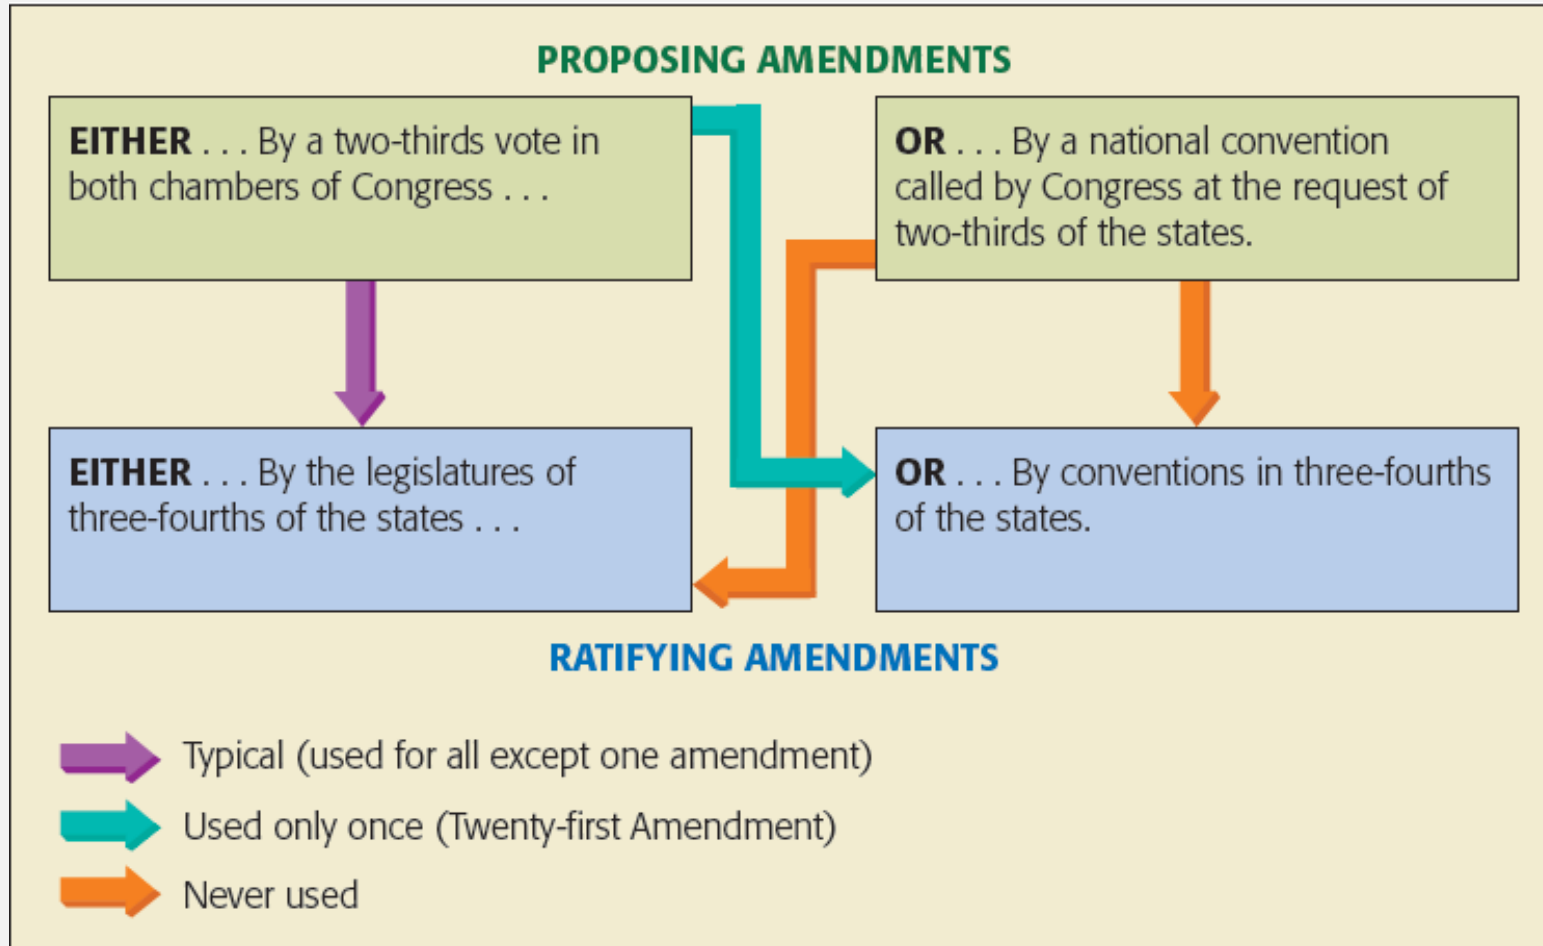 PROPOSING AMENDMENTS
EITHER . . . By a two-thirds vote in
both chambers of Congress . . .
OR . . . By a national convention
called by Congress at the request of
two-thirds of the states.
EITHER . . . By the legislatures of
three-fourths of the states . . .
OR . . . By conventions in three-fourths
of the states.
RATIFYING AMENDMENTS
Typical (used for all except one amendment)
Used only once (Twenty-first Amendment)
Never used